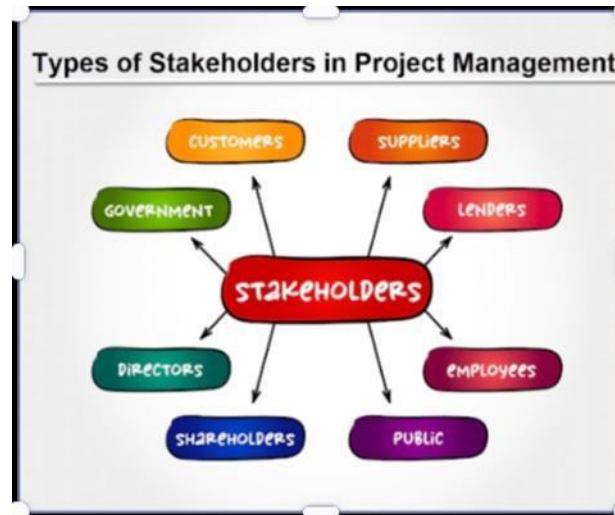 Types of Stakeholders in Project Management
CUSTOMERS
SUPPLIERS
GOVERNMENT
LENDERS
STAKEHOLDERS
DIRECTORS
EMPLOYEES
SHAREHOLDERS
PUBLIC